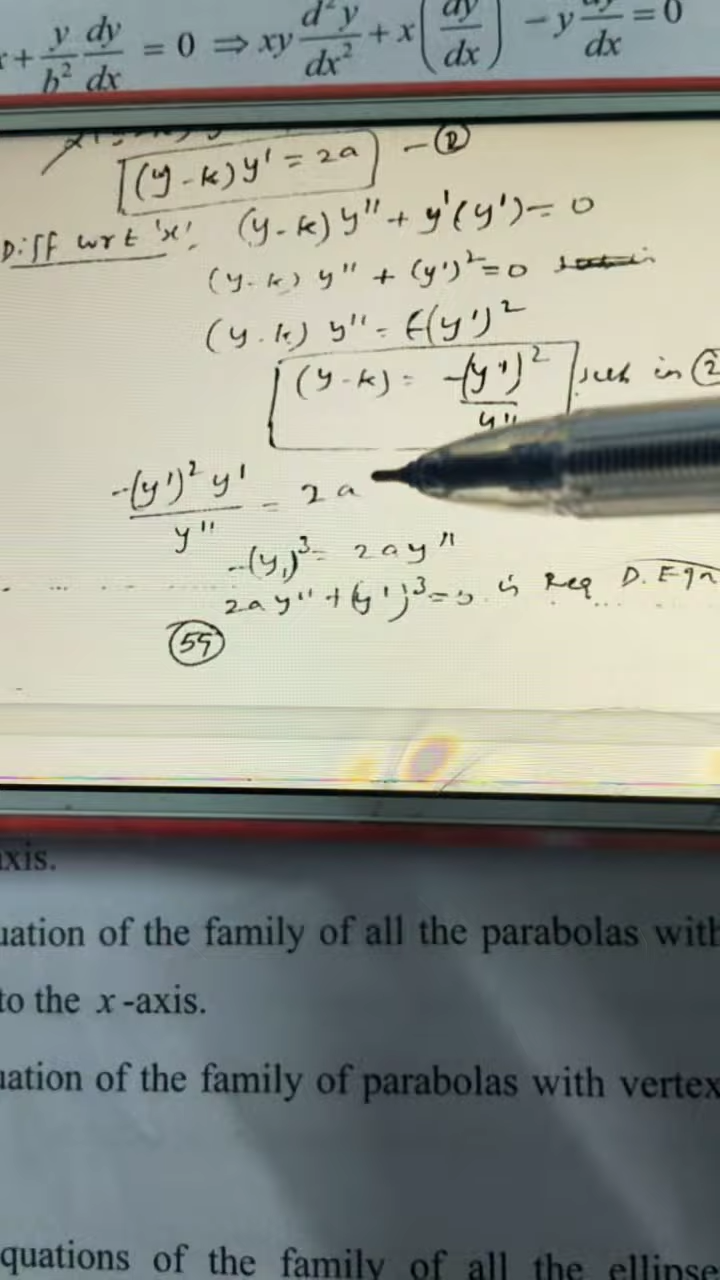 + y/b² dy/dx = 0 ⇒ xy d²y/dx² + x(dy/dx) − y dy/dx = 0
(y-k) y' = 2a — ②
Diff wrt 'x', (y-k) y'' + y'(y') = 0
(y-k) y'' + (y')² = 0
(y-k) y'' = -(y')²
(y-k) = -(y')²/y'' sub in ②
-(y')² y'/y'' = 2a
-(y₁)³ = 2ay''
2ay'' + (y')³ = 0 is Req D. Eqn
59
axis.
uation of the family of all the parabolas with
to the x-axis.
uation of the family of parabolas with vertex
quations of the family of all the ellipse